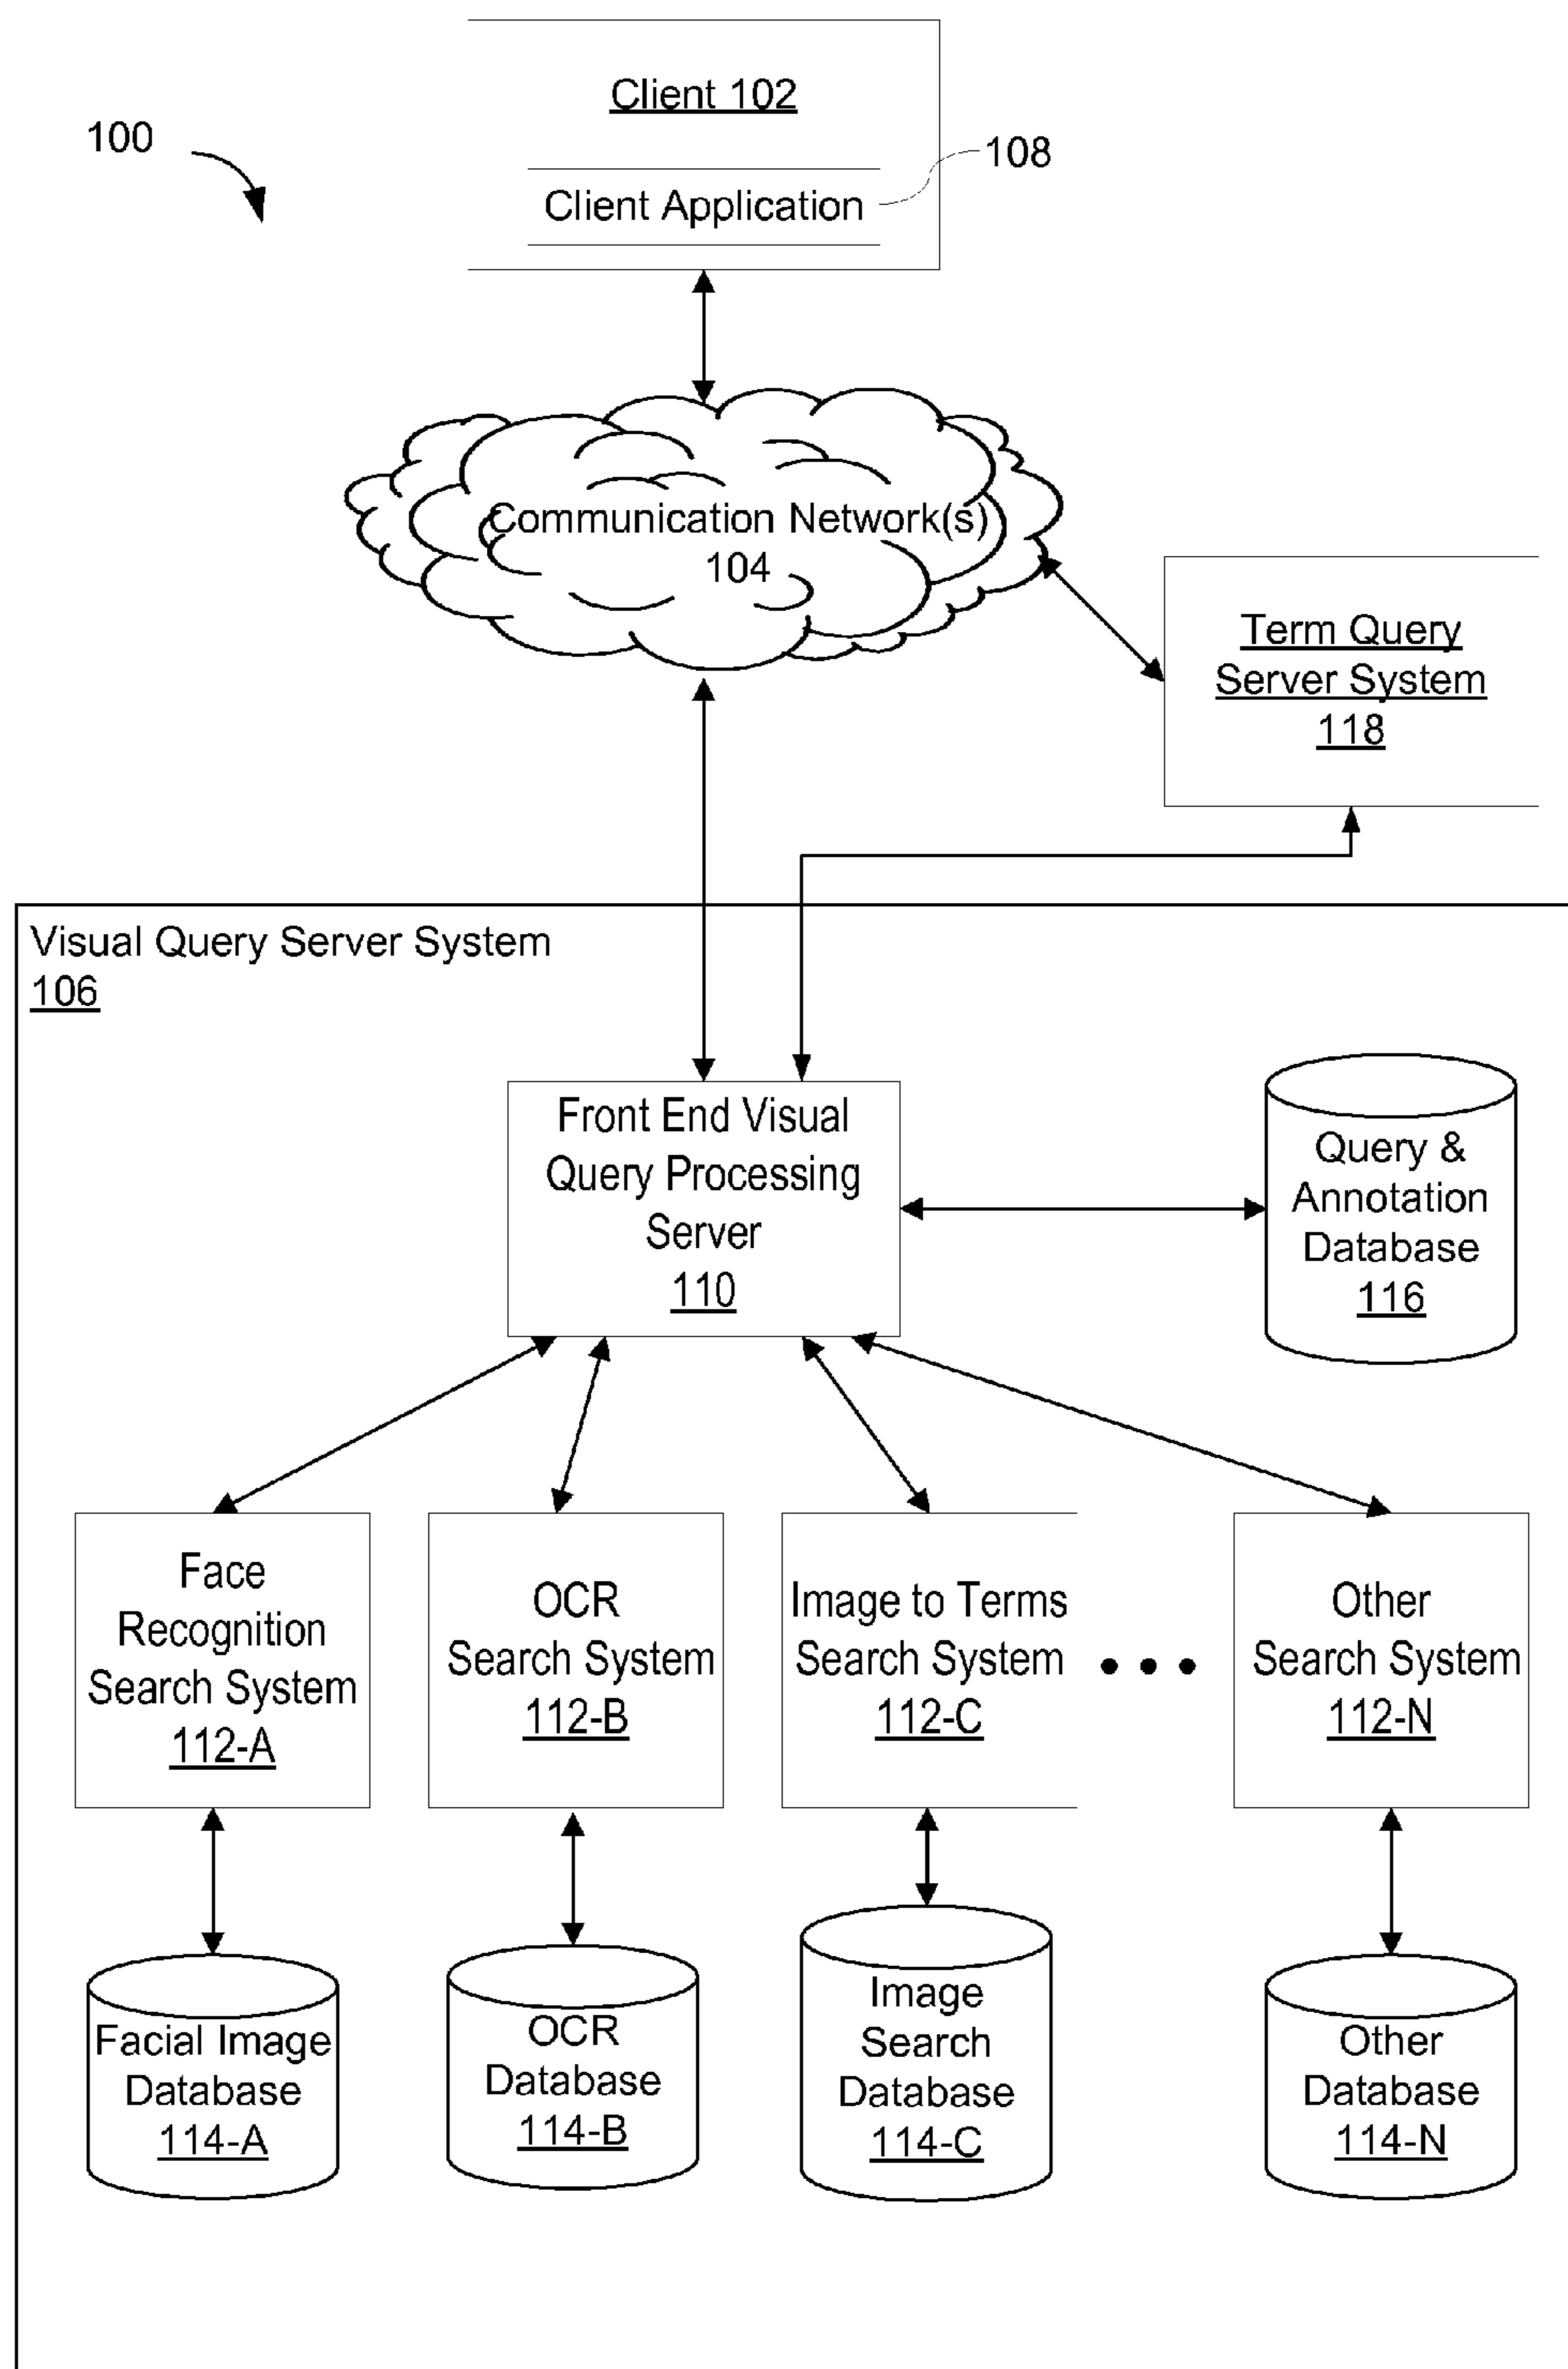 Client 102
100
108
Client Application
Communication Network(s)
104
Term Query
Server System
118
Visual Query Server System
106
Front End Visual
Query Processing
Server
110
Query &
Annotation
Database
116
Face
Recognition
Search System
112-A
OCR
Search System
112-B
Image to Terms
Search System
112-C
Other
Search System
112-N
Facial Image
Database
114-A
OCR
Database
114-B
Image
Search
Database
114-C
Other
Database
114-N